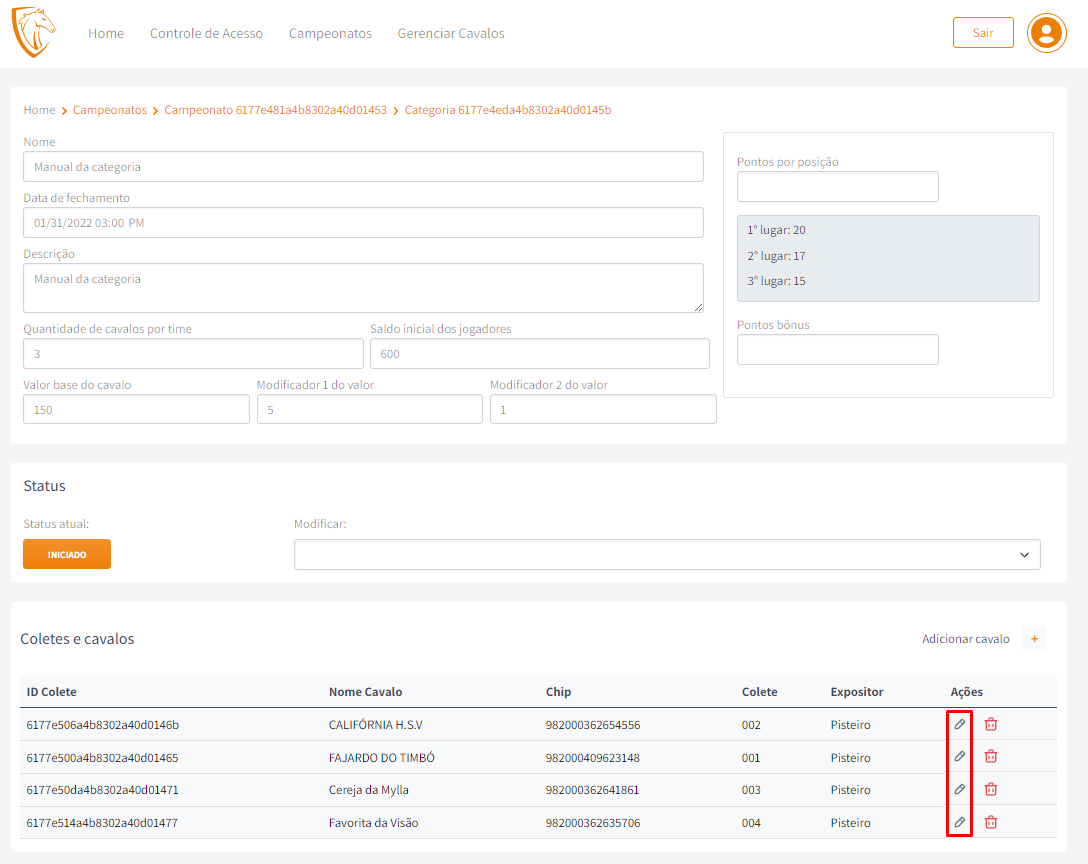 Home Controle de Acesso Campeonatos Gerenciar Cavalos Sair
Home Campeonatos Campeonato 6177e481a4b8302a40d01453 Categoria 6177e4eda4b8302a40d0145b
Nome
Manual da categoria
Data de fechamento
01/31/2022 03:00 PM
Descrição
Manual da categoria
Quantidade de cavalos por time Saldo inicial dos jogadores
3 600
Valor base do cavalo Modificador 1 do valor Modificador 2 do valor
150 5 1
Pontos por posição
1° lugar: 20
2° lugar: 17
3° lugar: 15
Pontos bônus
Status
Status atual: Modificar:
INICIADO
Coletes e cavalos Adicionar cavalo +
ID Colete Nome Cavalo Chip Colete Expositor Ações
6177e506a4b8302a40d0146b CALIFÓRNIA H.S.V 982000362654556 002 Pisteiro
6177e500a4b8302a40d01465 FAJARDO DO TIMBÓ 982000409623148 001 Pisteiro
6177e50da4b8302a40d01471 Cereja da Mylla 982000362641861 003 Pisteiro
6177e514a4b8302a40d01477 Favorita da Visão 982000362635706 004 Pisteiro